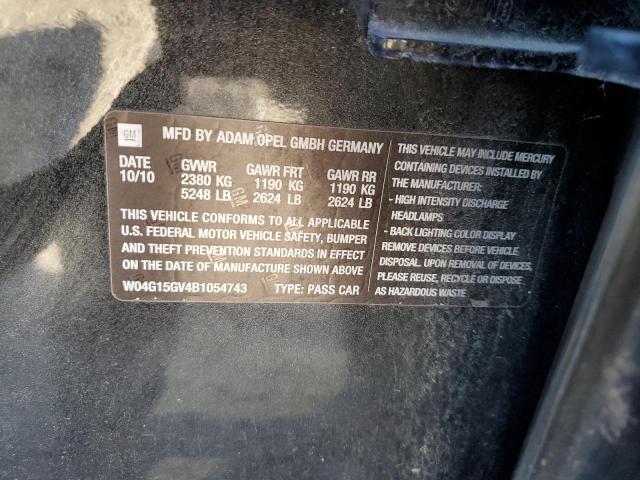 GM
MFD BY ADAM OPEL GMBH GERMANY
DATE GVWR GAWR FRT GAWR RR
10/10 2380 KG 1190 KG 1190 KG
5248 LB 2624 LB 2624 LB
THIS VEHICLE CONFORMS TO ALL APPLICABLE
U.S. FEDERAL MOTOR VEHICLE SAFETY, BUMPER
AND THEFT PREVENTION STANDARDS IN EFFECT
ON THE DATE OF MANUFACTURE SHOWN ABOVE
W04G15GV4B1054743 TYPE: PASS CAR
THIS VEHICLE MAY INCLUDE MERCURY
CONTAINING DEVICES INSTALLED BY
THE MANUFACTURER:
- HIGH INTENSITY DISCHARGE
HEADLAMPS
- BACK LIGHTING COLOR DISPLAY
REMOVE DEVICES BEFORE VEHICLE
DISPOSAL. UPON REMOVAL OF DEVICES,
PLEASE REUSE, RECYCLE OR DISPOSE
AS HAZARDOUS WASTE